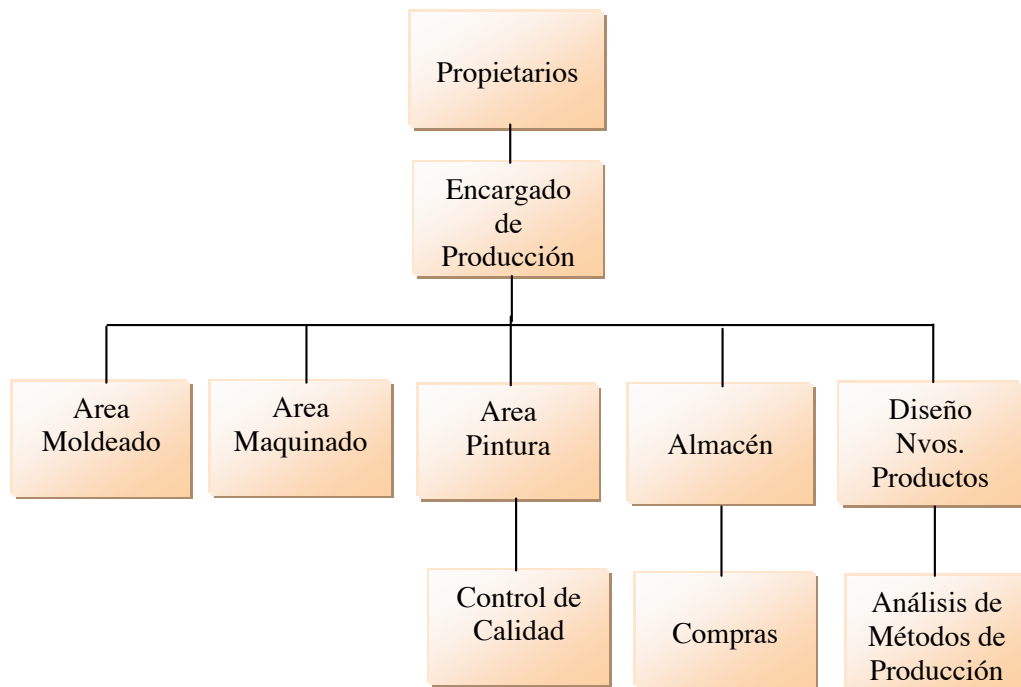 Propietarios
Encargado
de
Producción
Area
Moldeado
Area
Maquinado
Area
Pintura
Almacén
Diseño
Nvos.
Productos
Control de
Calidad
Compras
Análisis de
Métodos de
Producción